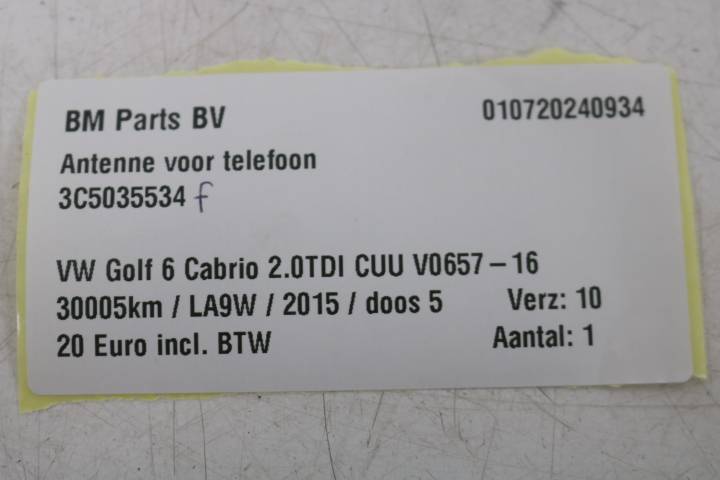 BM Parts BV 010720240934
Antenne voor telefoon
3C5035534 f
VW Golf 6 Cabrio 2.0TDI CUU V0657-16
30005km / LA9W / 2015 / doos 5 Verz: 10
20 Euro incl. BTW Aantal: 1